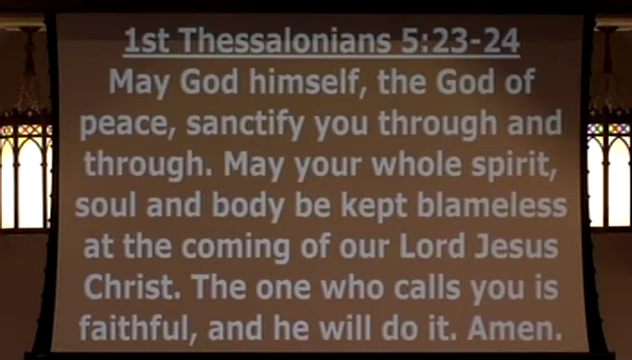 1st Thessalonians 5:23-24
May God himself, the God of
peace, sanctify you through and
through. May your whole spirit,
soul and body be kept blameless
at the coming of our Lord Jesus
Christ. The one who calls you is
faithful, and he will do it. Amen.